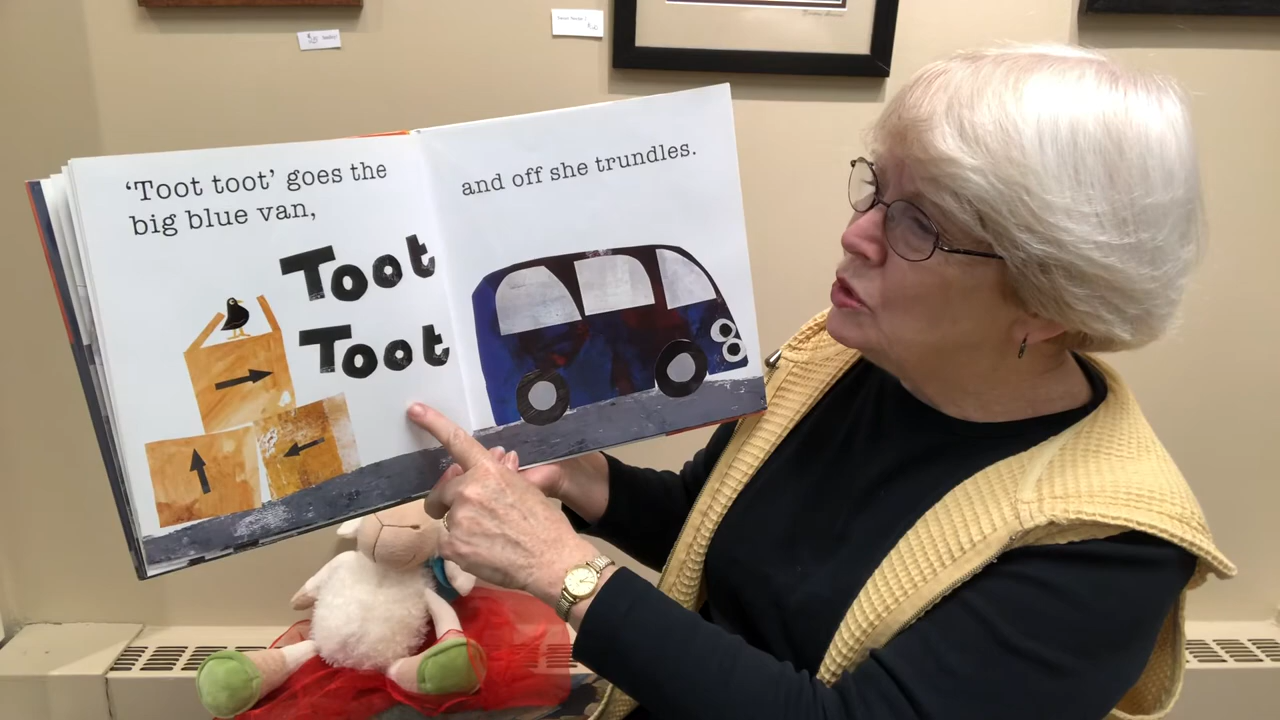 ‘Toot toot’ goes the
big blue van,
Toot
Toot
and off she trundles.